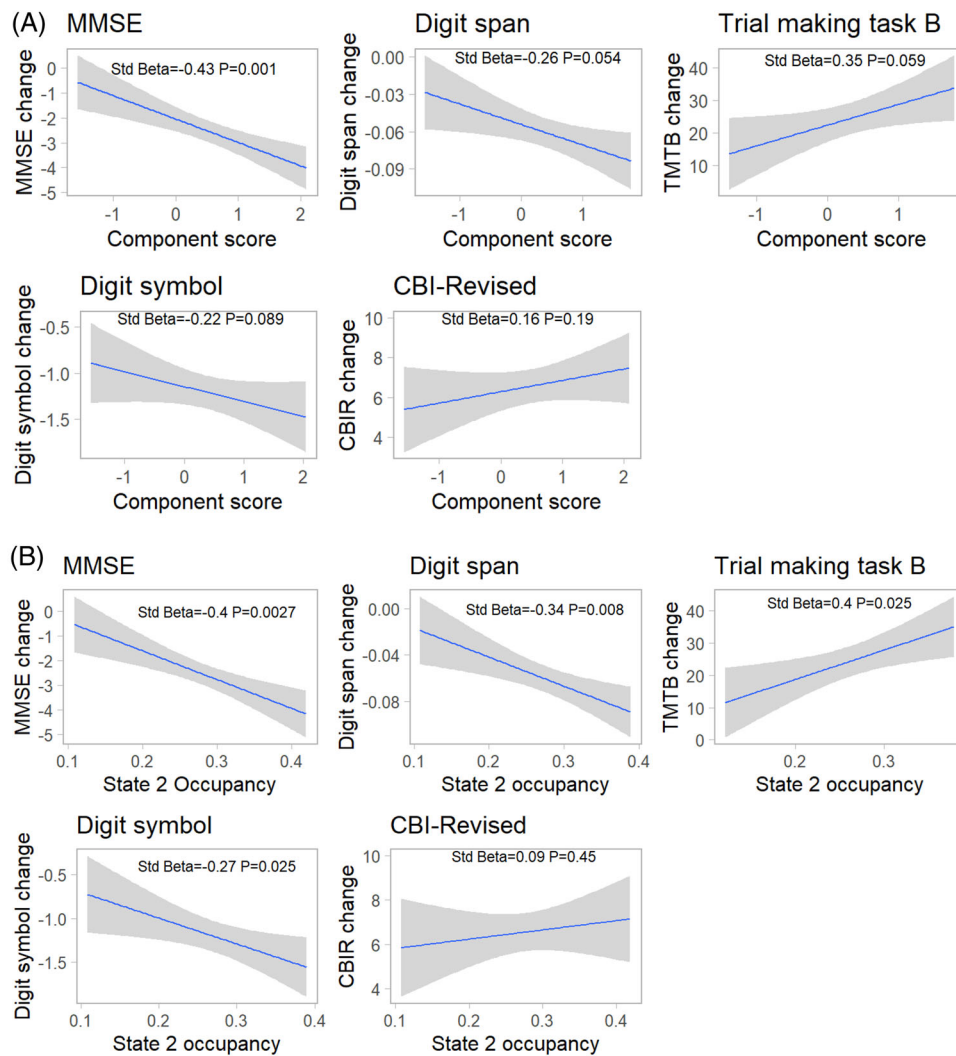 (A)
MMSE
Std Beta=-0.43 P=0.001
MMSE change
0
-1
-2
-3
-4
-5
-1
0
1
2
Component score
Digit span
Std Beta=-0.26 P=0.054
Digit span change
0.00
-0.03
-0.06
-0.09
-1
0
1
Component score
Trial making task B
Std Beta=0.35 P=0.059
TMTB change
40
30
20
10
-1
0
1
Component score
Digit symbol
Std Beta=-0.22 P=0.089
Digit symbol change
-0.5
-1.0
-1.5
-1
0
1
2
Component score
CBI-Revised
Std Beta=0.16 P=0.19
CBIR change
10
8
6
4
-1
0
1
2
Component score
(B)
MMSE
Std Beta=-0.4 P=0.0027
MMSE change
0
-1
-2
-3
-4
-5
0.1
0.2
0.3
0.4
State 2 Occupancy
Digit span
Std Beta=-0.34 P=0.008
Digit span change
0.00
-0.04
-0.08
0.1
0.2
0.3
0.4
State 2 occupancy
Trial making task B
Std Beta=0.4 P=0.025
TMTB change
40
30
20
10
0
0.2
0.3
State 2 occupancy
Digit symbol
Std Beta=-0.27 P=0.025
Digit symbol change
-0.5
-1.0
-1.5
0.1
0.2
0.3
0.4
State 2 occupancy
CBI-Revised
Std Beta=0.09 P=0.45
CBIR change
10
8
6
4
0.1
0.2
0.3
0.4
State 2 occupancy